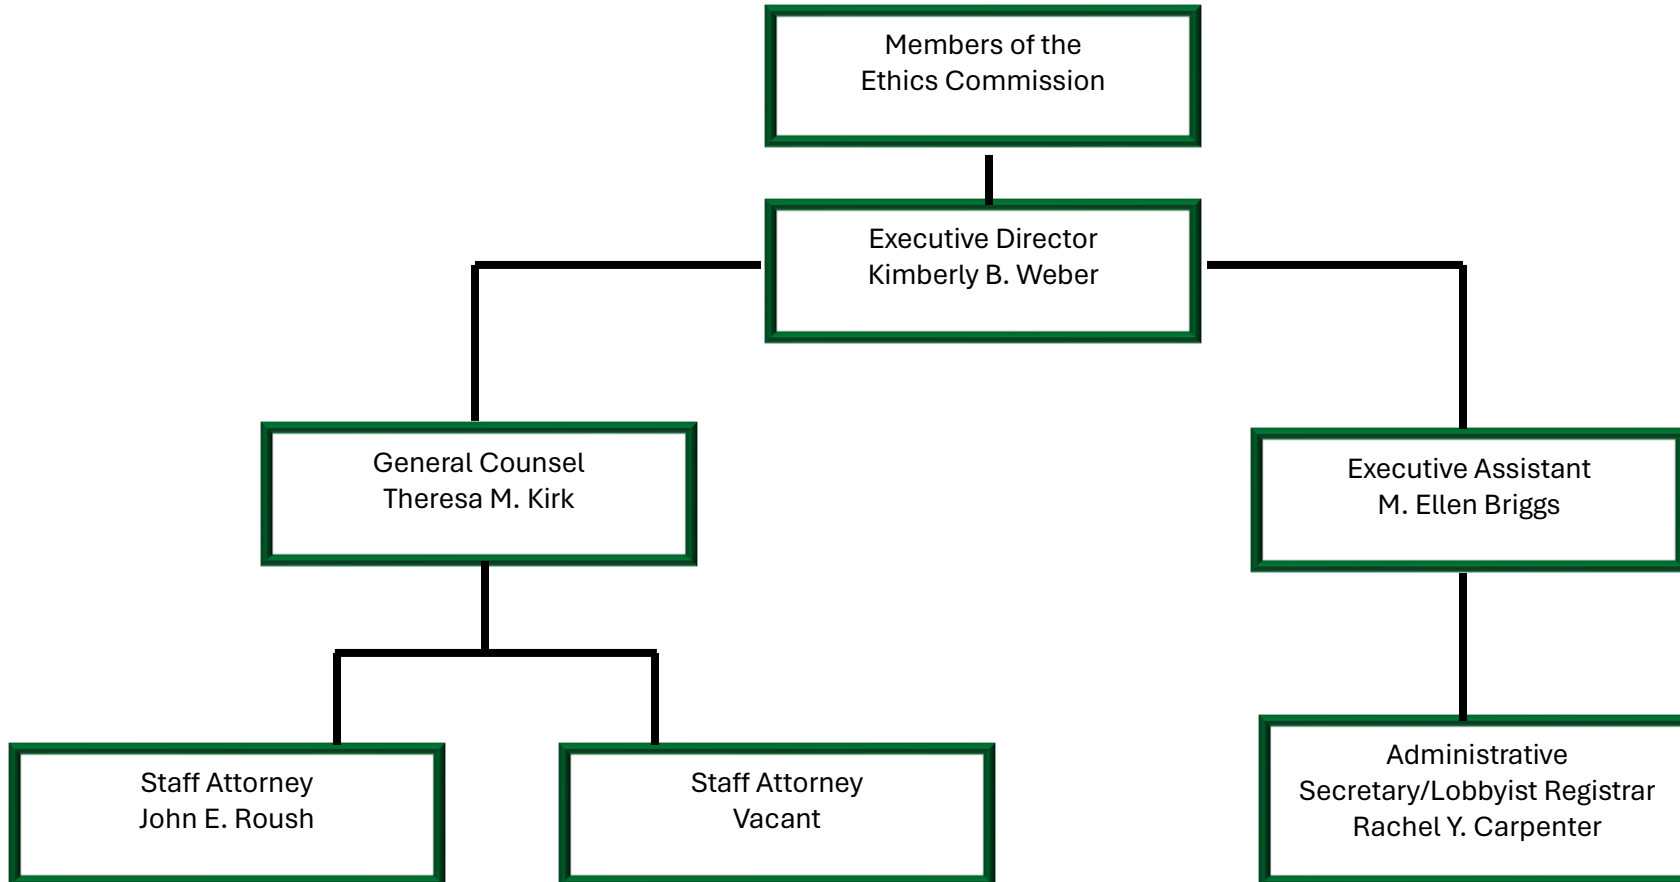 Members of the
Ethics Commission
Executive Director
Kimberly B. Weber
General Counsel
Theresa M. Kirk
Executive Assistant
M. Ellen Briggs
Staff Attorney
John E. Roush
Staff Attorney
Vacant
Administrative
Secretary/Lobbyist Registrar
Rachel Y. Carpenter